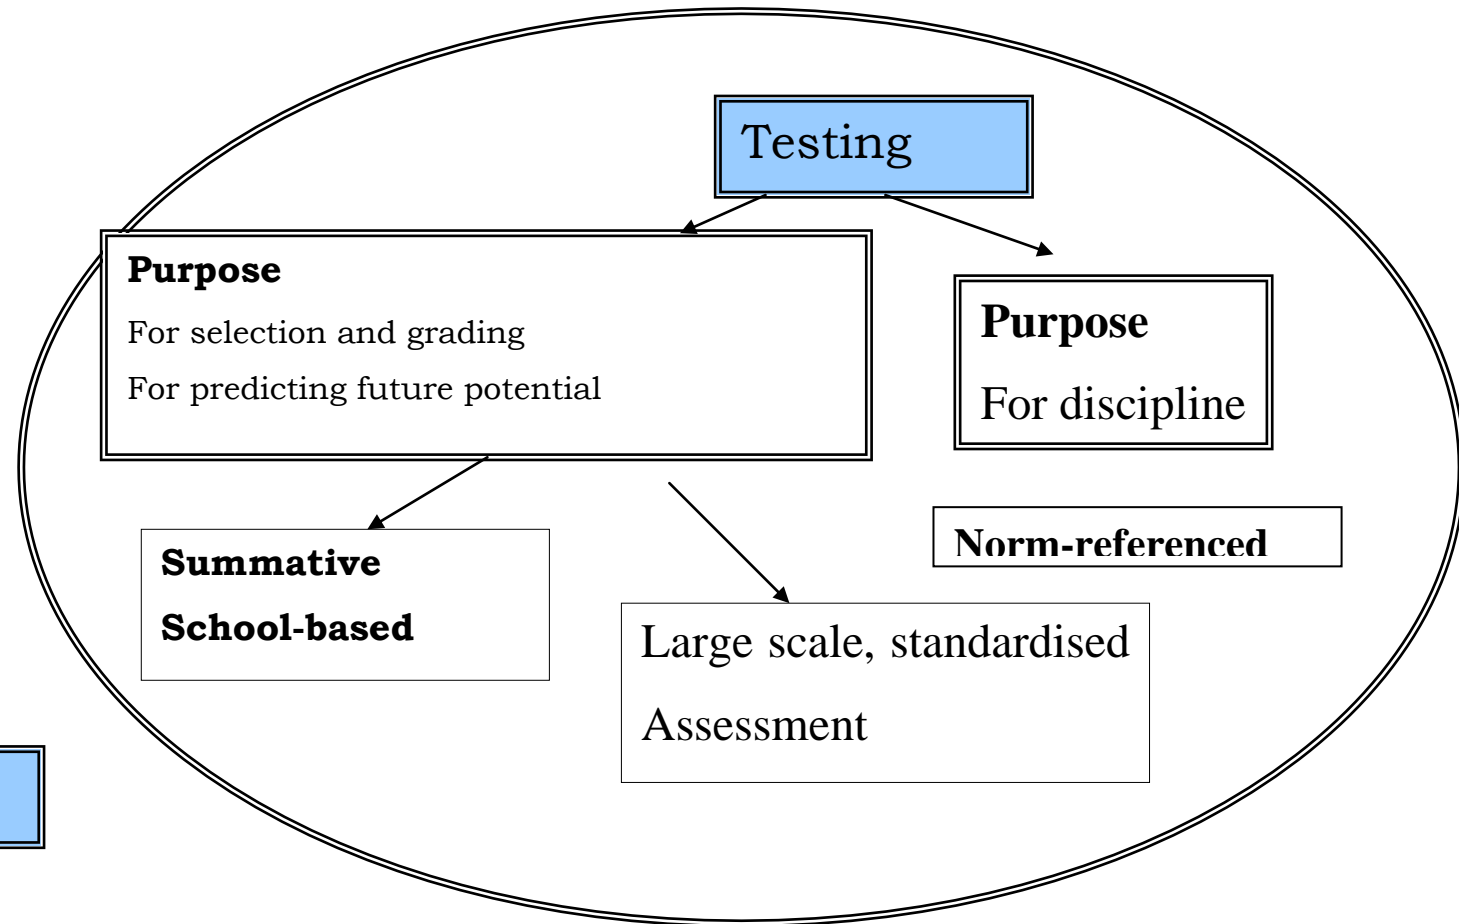 Testing
Purpose
For selection and grading
For predicting future potential
Purpose
For discipline
Summative
School-based
Norm-referenced
Large scale, standardised
Assessment